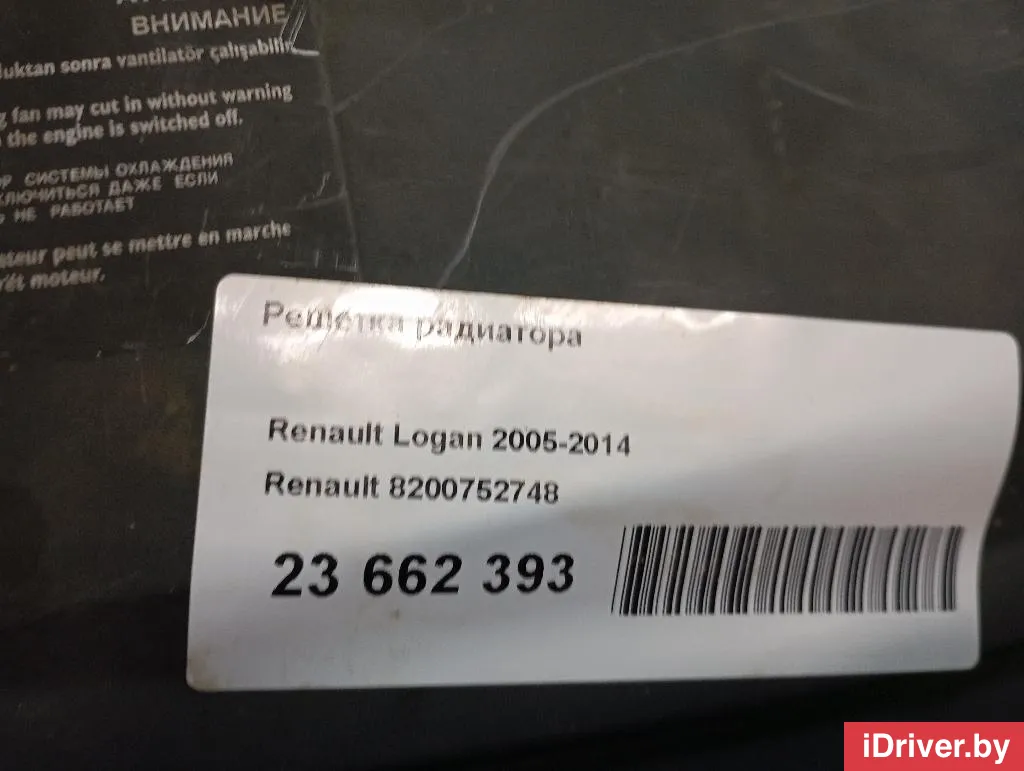 ВНИМАНИЕ
sonra vantilatör çalışabilir
fan may cut in without warning
the engine is switched off.
СИСТЕМЫ ОХЛАЖДЕНИЯ
ДАЖЕ ЕСЛИ
НЕ РАБОТАЕТ
peut se mettre en marche
moteur.
Решетка радиатора
Renault Logan 2005-2014
Renault 8200752748
23 662 393
iDriver.by